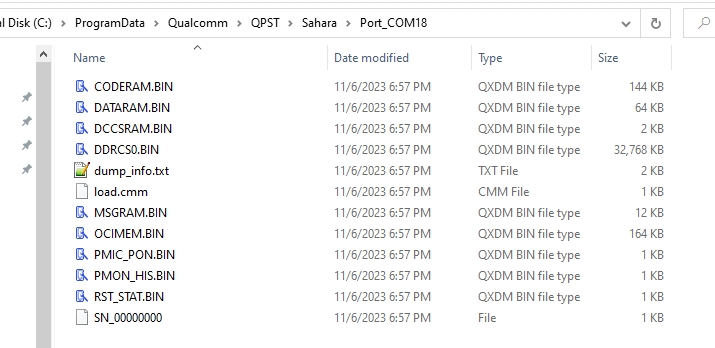 al Disk (C:) > ProgramData > Qualcomm > QPST > Sahara > Port_COM18
Name Date modified Type Size
CODERAM.BIN 11/6/2023 6:57 PM QXDM BIN file type 144 KB
DATARAM.BIN 11/6/2023 6:57 PM QXDM BIN file type 64 KB
DCCSRAM.BIN 11/6/2023 6:57 PM QXDM BIN file type 2 KB
DDRCS0.BIN 11/6/2023 6:57 PM QXDM BIN file type 32,768 KB
dump_info.txt 11/6/2023 6:57 PM TXT File 2 KB
load.cmm 11/6/2023 6:57 PM CMM File 1 KB
MSGRAM.BIN 11/6/2023 6:57 PM QXDM BIN file type 12 KB
OCIMEM.BIN 11/6/2023 6:57 PM QXDM BIN file type 164 KB
PMIC_PON.BIN 11/6/2023 6:57 PM QXDM BIN file type 1 KB
PMON_HIS.BIN 11/6/2023 6:57 PM QXDM BIN file type 1 KB
RST_STAT.BIN 11/6/2023 6:57 PM QXDM BIN file type 1 KB
SN_00000000 11/6/2023 6:57 PM File 1 KB